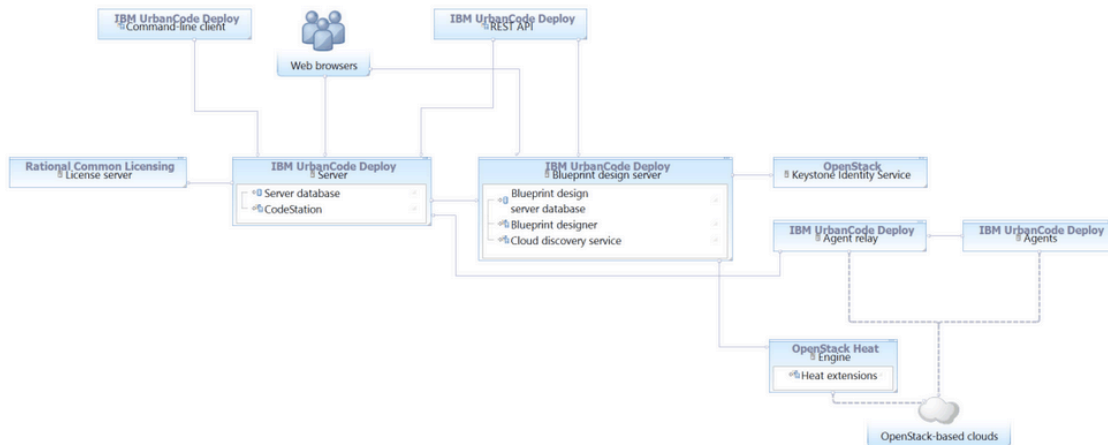 IBM UrbanCode Deploy
Command-line client
Web browsers
IBM UrbanCode Deploy
REST API
Rational Common Licensing
License server
IBM UrbanCode Deploy
Server
Server database
CodeStation
IBM UrbanCode Deploy
Blueprint design server
Blueprint design
server database
Blueprint designer
Cloud discovery service
OpenStack
Keystone Identity Service
IBM UrbanCode Deploy
Agent relay
IBM UrbanCode Deploy
Agents
OpenStack Heat
Engine
Heat extensions
OpenStack-based clouds